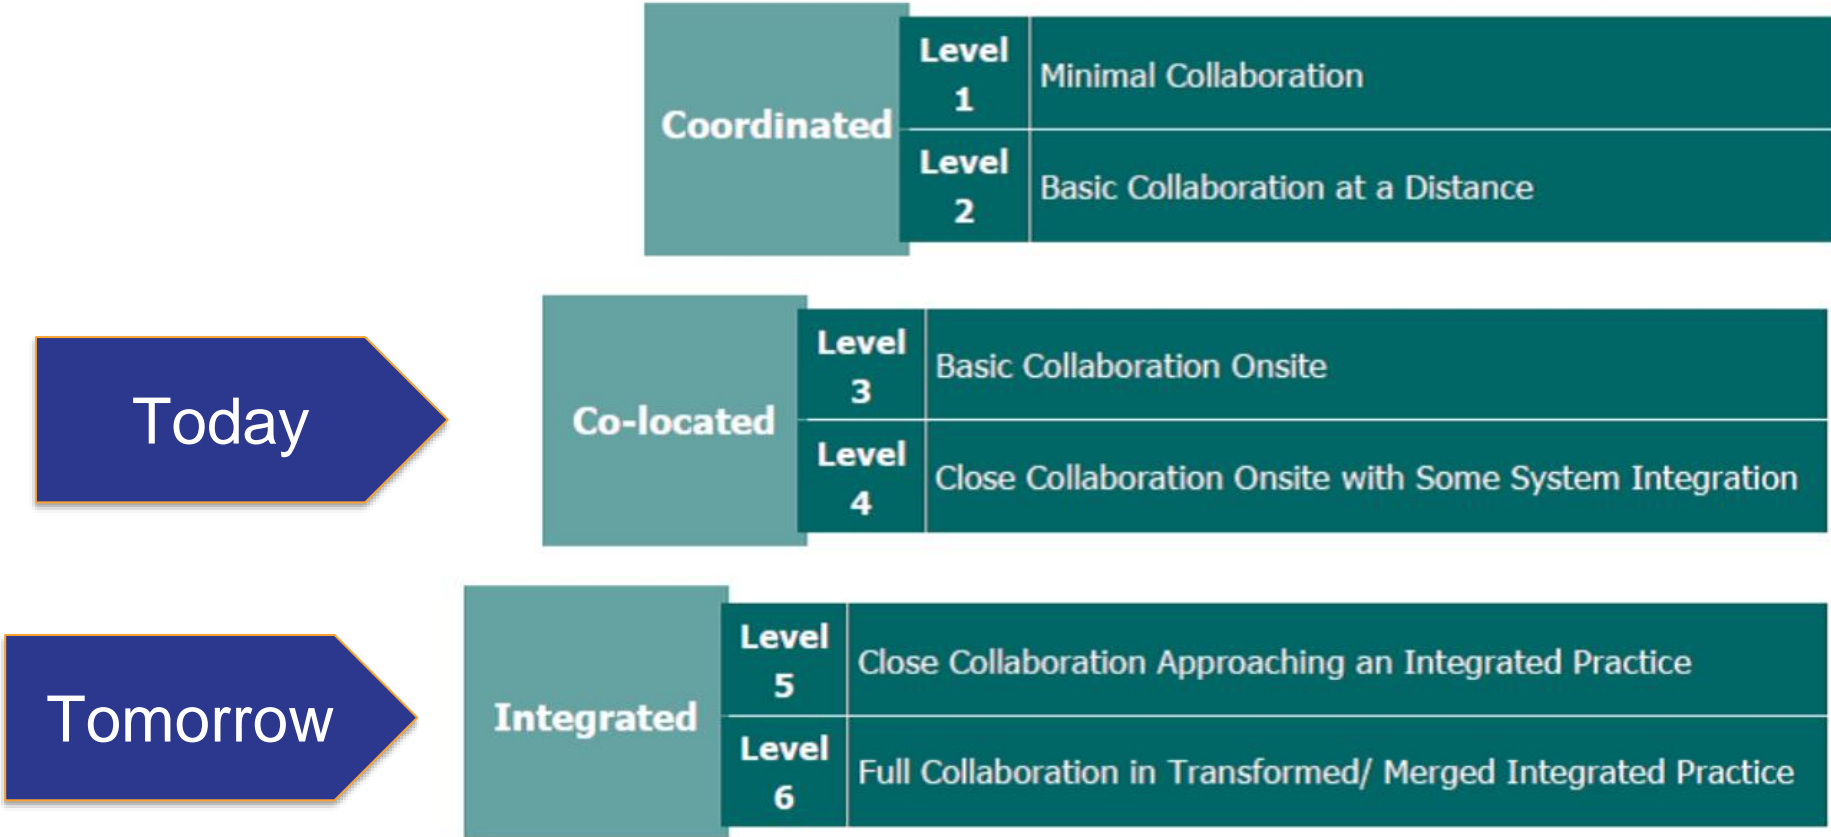 Coordinated
Level
1
Minimal Collaboration
Level
2
Basic Collaboration at a Distance
Today
Co-located
Level
3
Basic Collaboration Onsite
Level
4
Close Collaboration Onsite with Some System Integration
Tomorrow
Integrated
Level
5
Close Collaboration Approaching an Integrated Practice
Level
6
Full Collaboration in Transformed/ Merged Integrated Practice